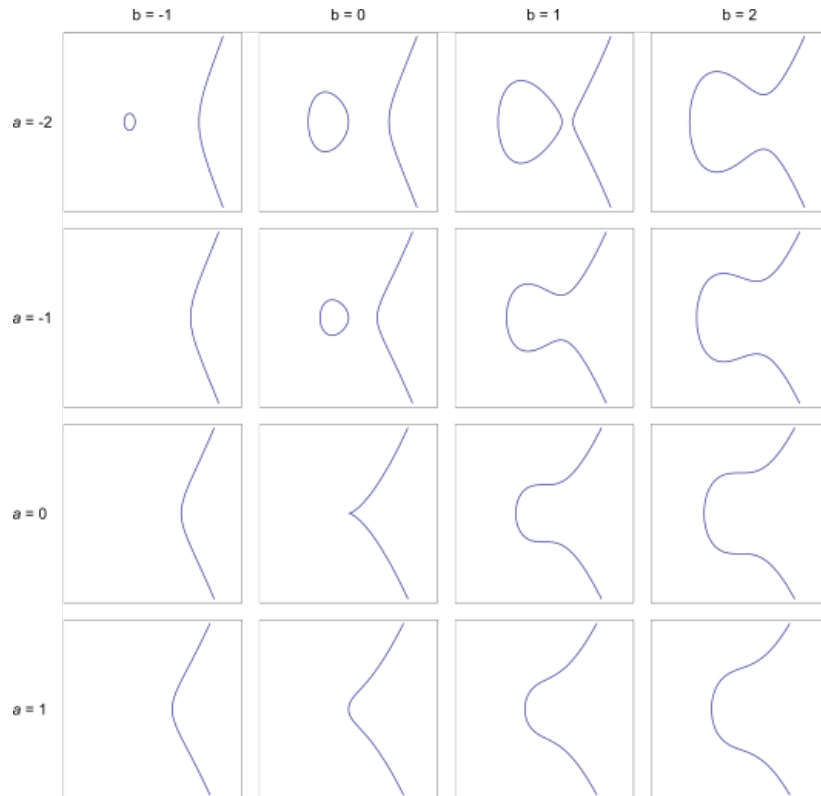 b = -1 b = 0 b = 1 b = 2
a = -2
a = -1
a = 0
a = 1